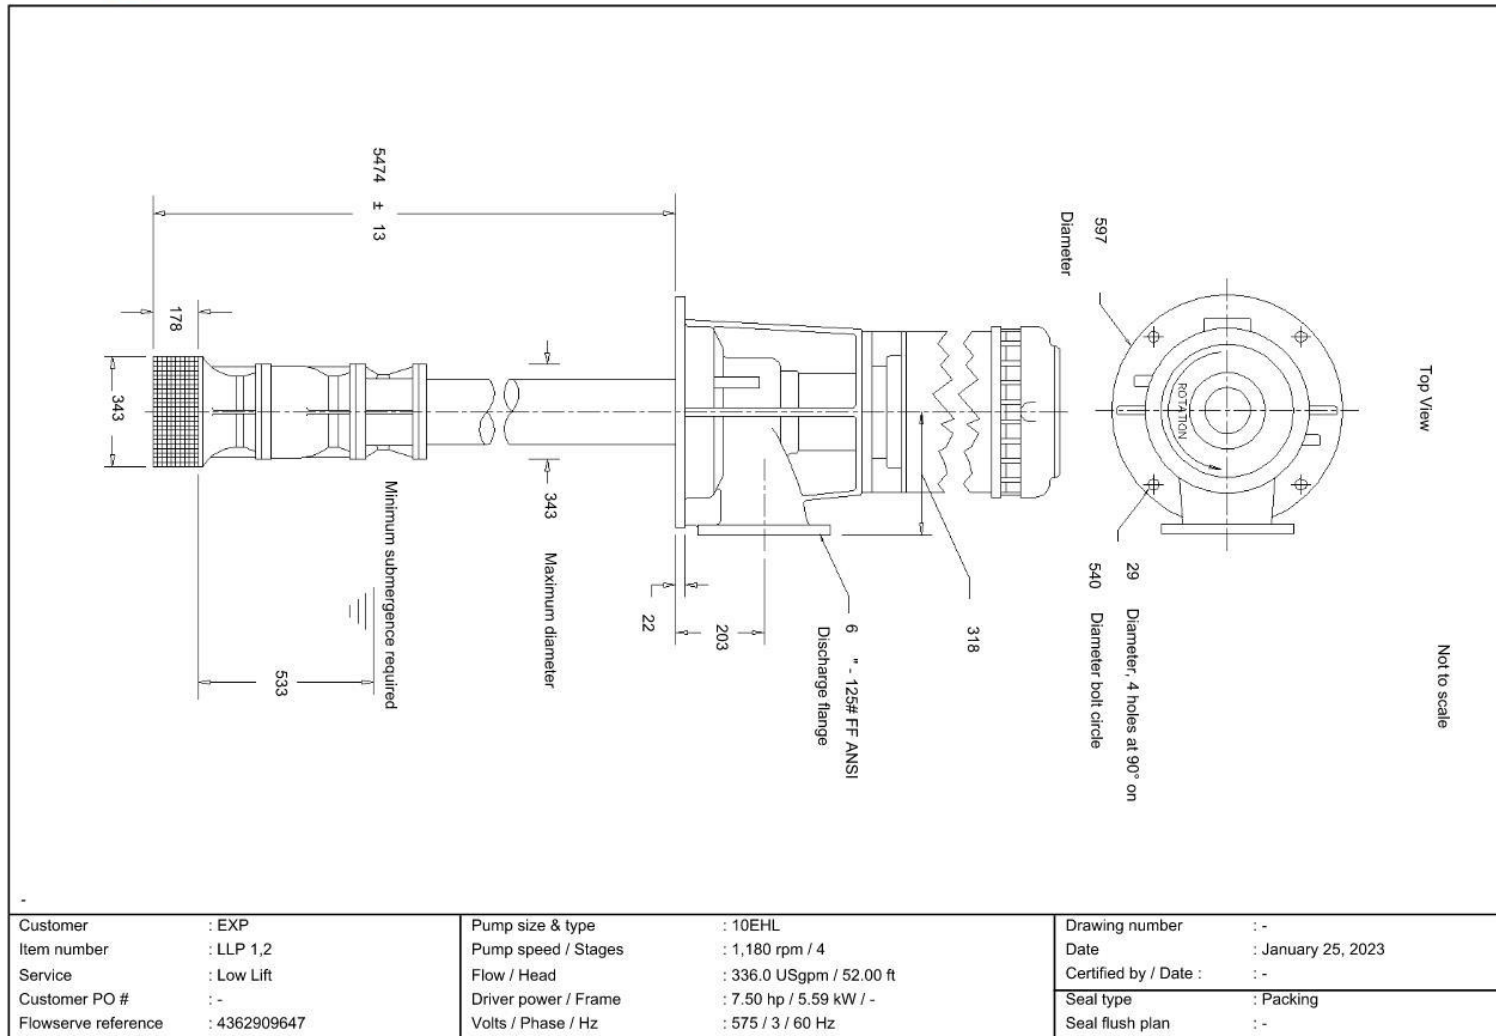 Top View
Not to scale
597
Diameter
ROTATION
29 Diameter, 4 holes at 90° on
540 Diameter bolt circle
318
6 " - 125# FF ANSI
Discharge flange
203
22
5474 ± 13
178
343
343 Maximum diameter
Minimum submergence required
533
-
Customer : EXP
Item number : LLP 1,2
Service : Low Lift
Customer PO # : -
Flowserve reference : 4362909647
Pump size & type : 10EHL
Pump speed / Stages : 1,180 rpm / 4
Flow / Head : 336.0 USgpm / 52.00 ft
Driver power / Frame : 7.50 hp / 5.59 kW / -
Volts / Phase / Hz : 575 / 3 / 60 Hz
Drawing number : -
Date : January 25, 2023
Certified by / Date : : -
Seal type : Packing
Seal flush plan : -